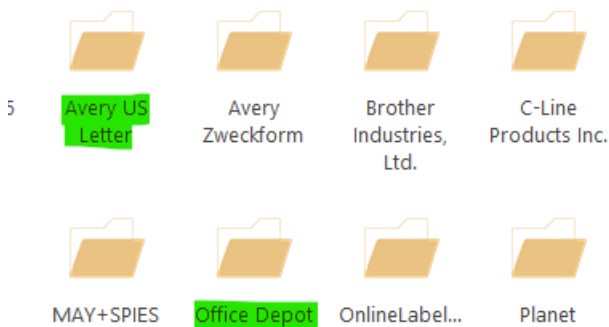 5
Avery US
Letter
Avery
Zweckform
Brother
Industries,
Ltd.
C-Line
Products Inc.
MAY+SPIES
Office Depot
OnlineLabel...
Planet